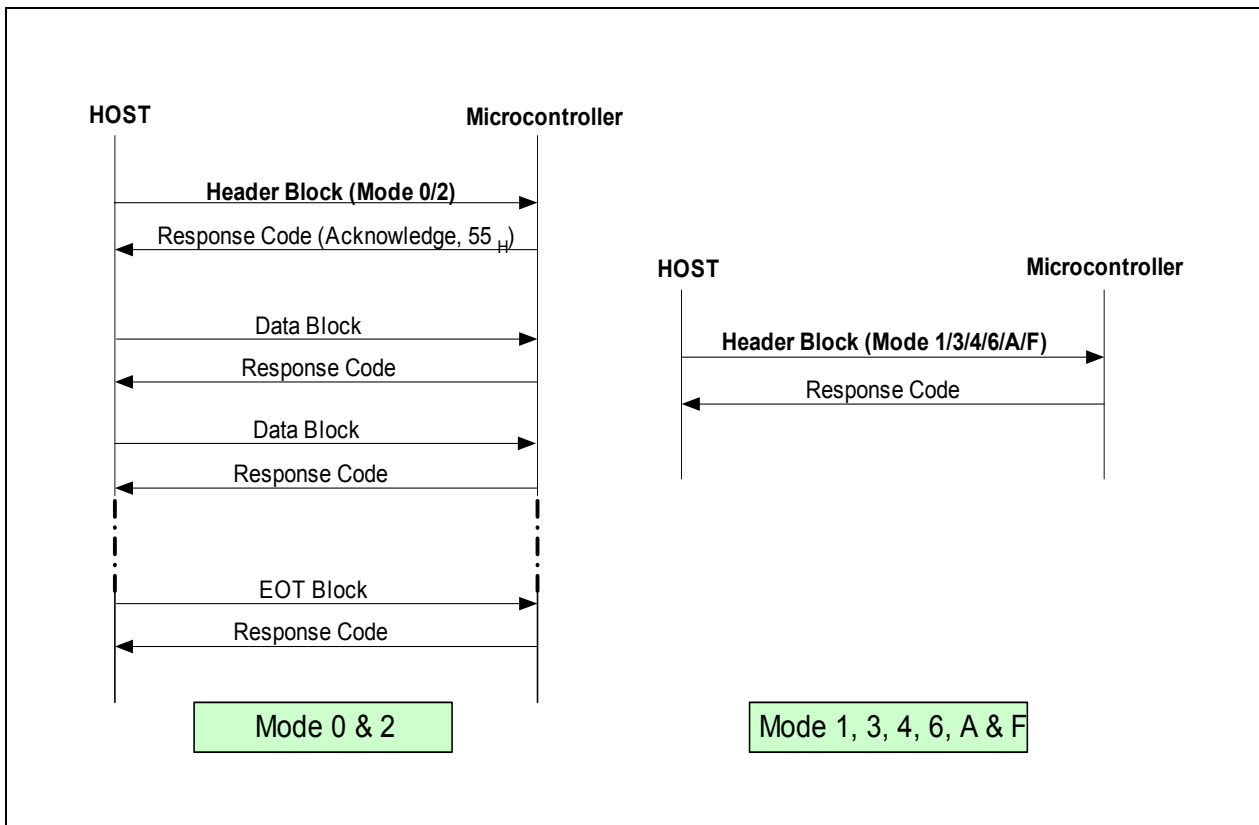 HOST
Microcontroller
Header Block (Mode 0/2)
Response Code (Acknowledge, 55 H)
Data Block
Response Code
Data Block
Response Code
EOT Block
Response Code
Mode 0 & 2
HOST
Microcontroller
Header Block (Mode 1/3/4/6/A/F)
Response Code
Mode 1, 3, 4, 6, A & F